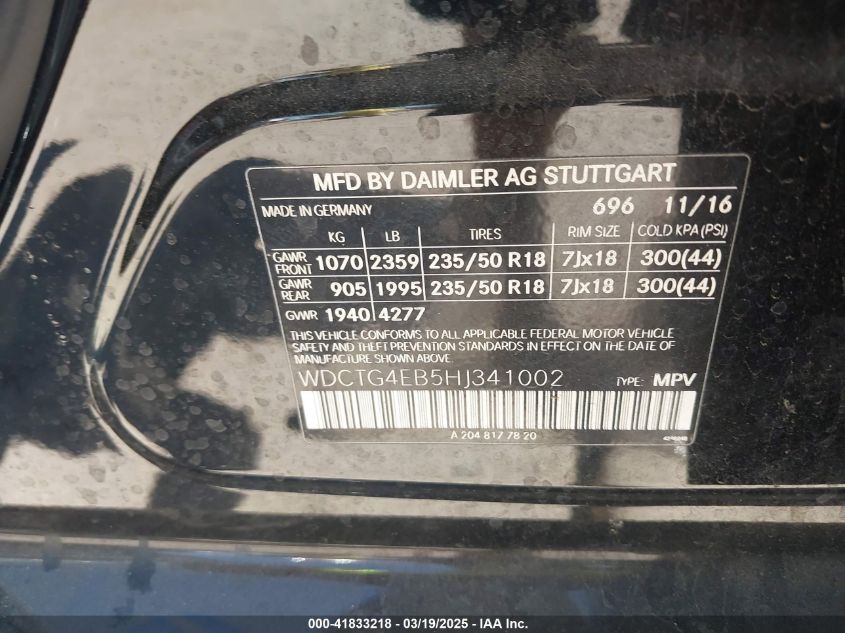 MFD BY DAIMLER AG STUTTGART
MADE IN GERMANY 696 11/16
KG LB TIRES RIM SIZE COLD KPA (PSI)
GAWR FRONT 1070 2359 235/50 R18 7Jx18 300(44)
GAWR REAR 905 1995 235/50 R18 7Jx18 300(44)
GVWR 1940 4277
THIS VEHICLE CONFORMS TO ALL APPLICABLE FEDERAL MOTOR VEHICLE
SAFETY AND THEFT PREVENTION STANDARDS IN EFFECT ON THE DATE OF
MANUFACTURE SHOWN ABOVE.
WDCTG4EB5HJ341002 TYPE: MPV
A 204 817 78 20
000-41833218 - 03/19/2025 - IAA Inc.